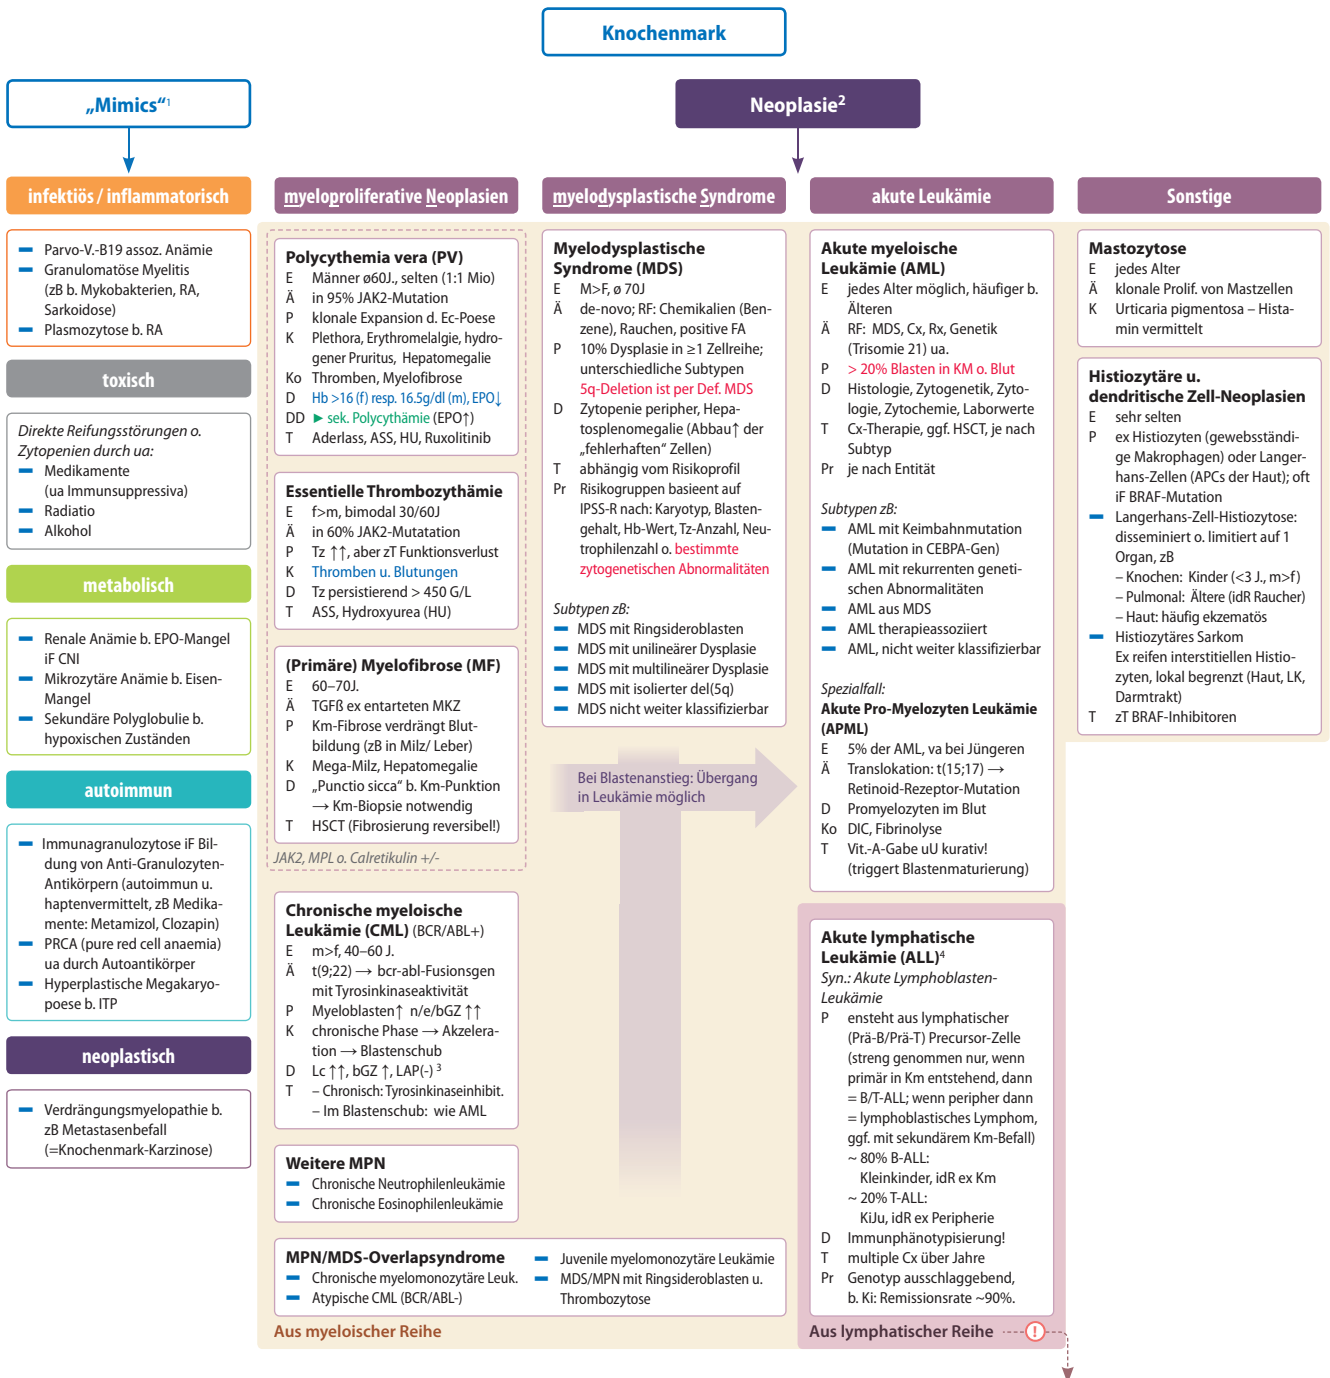 Knochenmark
„Mimics“¹
Neoplasie²
infektiös / inflammatorisch
Parvo-V.-B19 assoz. Anämie
Granulomatöse Myelitis
(zB b. Mykobakterien, RA,
Sarkoidose)
Plasmozytose b. RA
toxisch
Direkte Reifungsstörungen o.
Zytopenien durch ua:
Medikamente
(ua Immunsuppressiva)
Radiatio
Alkohol
metabolisch
Renale Anämie b. EPO-Mangel
iF CNI
Mikrozytäre Anämie b. Eisen-
Mangel
Sekundäre Polyglobulie b.
hypoxischen Zuständen
autoimmun
Immunagranulozytose iF Bil-
dung von Anti-Granulozyten-
Antikörpern (autoimmun u.
haptenvermittelt, zB Medika-
mente: Metamizol, Clozapin)
PRCA (pure red cell anaemia)
ua durch Autoantikörper
Hyperplastische Megakaryo-
poese b. ITP
neoplastisch
Verdrängungsmyelopathie b.
zB Metastasenbefall
(=Knochenmark-Karzinose)
myeloproliferative Neoplasien
Polycythemia vera (PV)
E Männer ø60J., selten (1:1 Mio)
Ä in 95% JAK2-Mutation
P klonale Expansion d. Ec-Poese
K Plethora, Erythromelalgie, hydro-
gener Pruritus, Hepatomegalie
Ko Thromben, Myelofibrose
D Hb >16 (f) resp. 16.5g/dl (m), EPO↓
DD ► sek. Polycythämie (EPO↑)
T Aderlass, ASS, HU, Ruxolitinib
Essentielle Thrombozythämie
E f>m, bimodal 30/60J
Ä in 60% JAK2-Mutatation
P Tz ↑↑, aber zT Funktionsverlust
K Thromben u. Blutungen
D Tz persistierend > 450 G/L
T ASS, Hydroxyurea (HU)
(Primäre) Myelofibrose (MF)
E 60–70J.
Ä TGFß ex entarteten MKZ
P Km-Fibrose verdrängt Blut-
bildung (zB in Milz/ Leber)
K Mega-Milz, Hepatomegalie
D „Punctio sicca“ b. Km-Punktion
→ Km-Biopsie notwendig
T HSCT (Fibrosierung reversibel!)
JAK2, MPL o. Calretikulin +/-
Chronische myeloische
Leukämie (CML) (BCR/ABL+)
E m>f, 40–60 J.
Ä t(9;22) → bcr-abl-Fusionsgen
mit Tyrosinkinaseaktivität
P Myeloblasten↑ n/e/bGZ ↑↑
K chronische Phase → Akzelera-
tion → Blastenschub
D Lc ↑↑, bGZ ↑, LAP(-) ³
T – Chronisch: Tyrosinkinaseinhibit.
– Im Blastenschub: wie AML
Weitere MPN
Chronische Neutrophilenleukämie
Chronische Eosinophilenleukämie
MPN/MDS-Overlapsyndrome
Chronische myelomonozytäre Leuk.
Atypische CML (BCR/ABL-)
Juvenile myelomonozytäre Leukämie
MDS/MPN mit Ringsideroblasten u.
Thrombozytose
Aus myeloischer Reihe
myelodysplastische Syndrome
Myelodysplastische
Syndrome (MDS)
E M>F, ø 70J
Ä de-novo; RF: Chemikalien (Ben-
zene), Rauchen, positive FA
P 10% Dysplasie in ≥1 Zellreihe;
unterschiedliche Subtypen
5q-Deletion ist per Def. MDS
D Zytopenie peripher, Hepa-
tosplenomegalie (Abbau↑ der
„fehlerhaften“ Zellen)
T abhängig vom Risikoprofil
Pr Risikogruppen basieent auf
IPSS-R nach: Karyotyp, Blasten-
gehalt, Hb-Wert, Tz-Anzahl, Neu-
trophilenzahl o. bestimmte
zytogenetischen Abnormalitäten
Subtypen zB:
MDS mit Ringsideroblasten
MDS mit unilineärer Dysplasie
MDS mit multilineärer Dysplasie
MDS mit isolierter del(5q)
MDS nicht weiter klassifizierbar
Bei Blastenanstieg: Übergang
in Leukämie möglich
akute Leukämie
Akute myeloische
Leukämie (AML)
E jedes Alter möglich, häufiger b.
Älteren
Ä RF: MDS, Cx, Rx, Genetik
(Trisomie 21) ua.
P > 20% Blasten in KM o. Blut
D Histologie, Zytogenetik, Zyto-
logie, Zytochemie, Laborwerte
T Cx-Therapie, ggf. HSCT, je nach
Subtyp
Pr je nach Entität
Subtypen zB:
AML mit Keimbahnmutation
(Mutation in CEBPA-Gen)
AML mit rekurrenten geneti-
schen Abnormalitäten
AML aus MDS
AML therapieassoziiert
AML, nicht weiter klassifizierbar
Spezialfall:
Akute Pro-Myelozyten Leukämie
(APML)
E 5% der AML, va bei Jüngeren
Ä Translokation: t(15;17) →
Retinoid-Rezeptor-Mutation
D Promyelozyten im Blut
Ko DIC, Fibrinolyse
T Vit.-A-Gabe uU kurativ!
(triggert Blastenmaturierung)
Akute lymphatische
Leukämie (ALL)⁴
Syn.: Akute Lymphoblasten-
Leukämie
P ensteht aus lymphatischer
(Prä-B/Prä-T) Precursor-Zelle
(streng genommen nur, wenn
primär in Km entstehend, dann
= B/T-ALL; wenn peripher dann
= lymphoblastisches Lymphom,
ggf. mit sekundärem Km-Befall)
~ 80% B-ALL:
Kleinkinder, idR ex Km
~ 20% T-ALL:
KiJu, idR ex Peripherie
D Immunphänotypisierung!
T multiple Cx über Jahre
Pr Genotyp ausschlaggebend,
b. Ki: Remissionsrate ~90%.
Aus lymphatischer Reihe !
Sonstige
Mastozytose
E jedes Alter
Ä klonale Prolif. von Mastzellen
K Urticaria pigmentosa – Hista-
min vermittelt
Histiozytäre u.
dendritische Zell-Neoplasien
E sehr selten
P ex Histiozyten (gewebsständi-
ge Makrophagen) oder Langer-
hans-Zellen (APCs der Haut); oft
iF BRAF-Mutation
Langerhans-Zell-Histiozytose:
disseminiert o. limitiert auf 1
Organ, zB
– Knochen: Kinder (<3 J., m>f)
– Pulmonal: Ältere (idR Raucher)
– Haut: häufig ekzematös
Histiozytäres Sarkom
Ex reifen interstitiellen Histio-
zyten, lokal begrenzt (Haut, LK,
Darmtrakt)
T zT BRAF-Inhibitoren